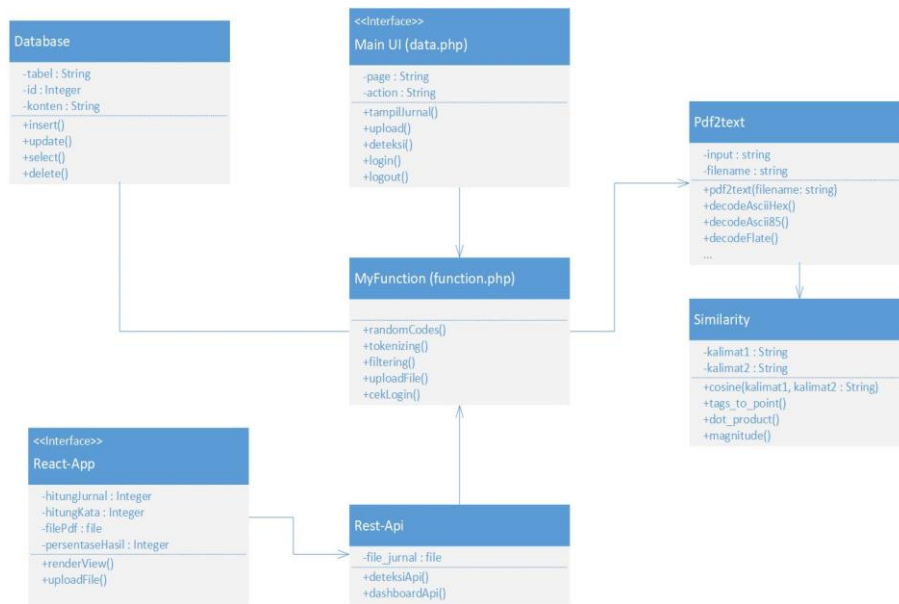 Database
-tabel : String
-id : Integer
-konten : String
+insert()
+update()
+select()
+delete()
<<Interface>>
Main UI (data.php)
-page : String
-action : String
+tampilJurnal()
+upload()
+deteksi()
+login()
+logout()
Pdf2text
-input : string
-filename : string
+pdf2text(filename: string)
+decodeAsciiHex()
+decodeAscii85()
+decodeFlate()
...
MyFunction (function.php)
+randomCodes()
+tokenizing()
+filtering()
+uploadFile()
+cekLogin()
Similarity
-kalimat1 : String
-kalimat2 : String
+cosine(kalimat1, kalimat2 : String)
+tags_to_point()
+dot_product()
+magnitude()
<<Interface>>
React-App
-hitungJurnal : Integer
-hitungKata : Integer
-filePdf : file
-persentaseHasil : Integer
+renderView()
+uploadFile()
Rest-Api
-file_jurnal : file
+deteksiApi()
+dashboardApi()